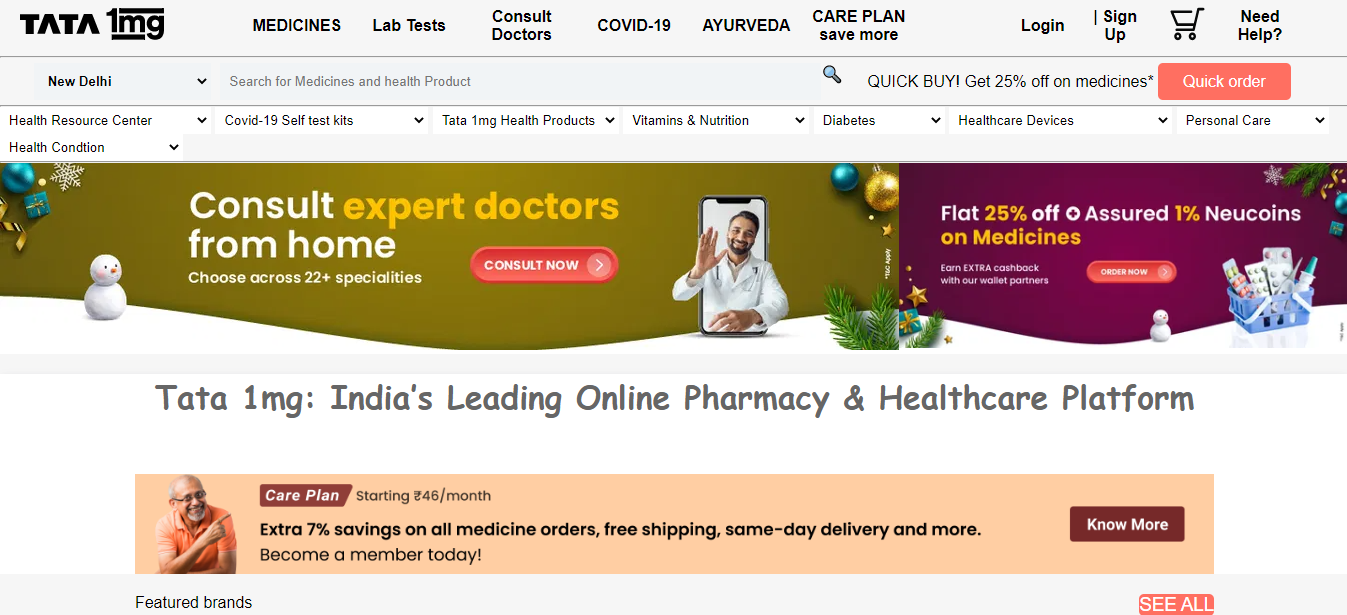 TATA 1mg
MEDICINES
Lab Tests
Consult
Doctors
COVID-19
AYURVEDA
CARE PLAN
save more
Login
| Sign
Up
Need
Help?
New Delhi
Search for Medicines and health Product
QUICK BUY! Get 25% off on medicines*
Quick order
Health Resource Center
Covid-19 Self test kits
Tata 1mg Health Products
Vitamins & Nutrition
Diabetes
Healthcare Devices
Personal Care
Health Condtion
Consult expert doctors
from home
Choose across 22+ specialities
CONSULT NOW
*T&C Apply
Flat 25% off Assured 1% Neucoins
on Medicines
Earn EXTRA cashback
with our wallet partners
ORDER NOW
Tata 1mg: India's Leading Online Pharmacy & Healthcare Platform
Care Plan Starting ₹46/month
Extra 7% savings on all medicine orders, free shipping, same-day delivery and more.
Become a member today!
Know More
Featured brands
SEE ALL